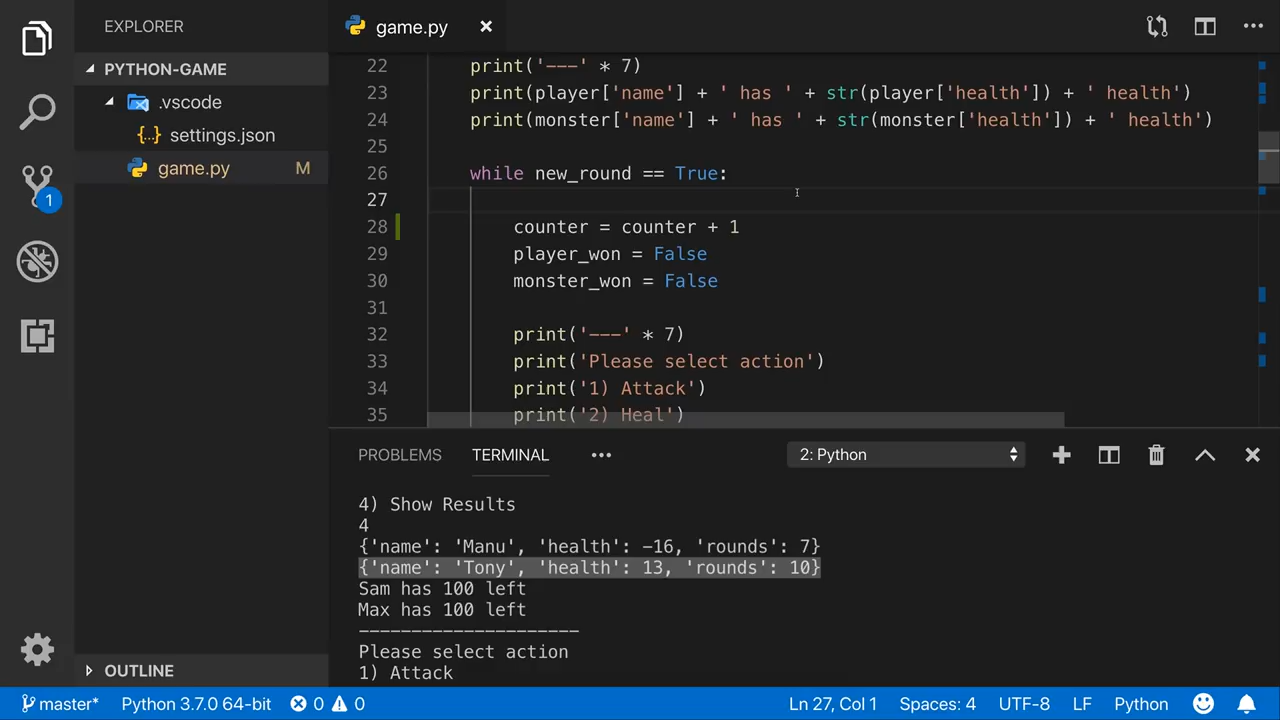 EXPLORER
game.py
PYTHON-GAME
.vscode
settings.json
game.py M
1
22 print('---' * 7)
23 print(player['name'] + ' has ' + str(player['health']) + ' health')
24 print(monster['name'] + ' has ' + str(monster['health']) + ' health')
25
26 while new_round == True:
27
28 counter = counter + 1
29 player_won = False
30 monster_won = False
31
32 print('---' * 7)
33 print('Please select action')
34 print('1) Attack')
35 print('2) Heal')
PROBLEMS TERMINAL ••• 2: Python
4) Show Results
4
{'name': 'Manu', 'health': -16, 'rounds': 7}
{'name': 'Tony', 'health': 13, 'rounds': 10}
Sam has 100 left
Max has 100 left
---------------------
Please select action
1) Attack
OUTLINE
master* Python 3.7.0 64-bit 0 0 Ln 27, Col 1 Spaces: 4 UTF-8 LF Python